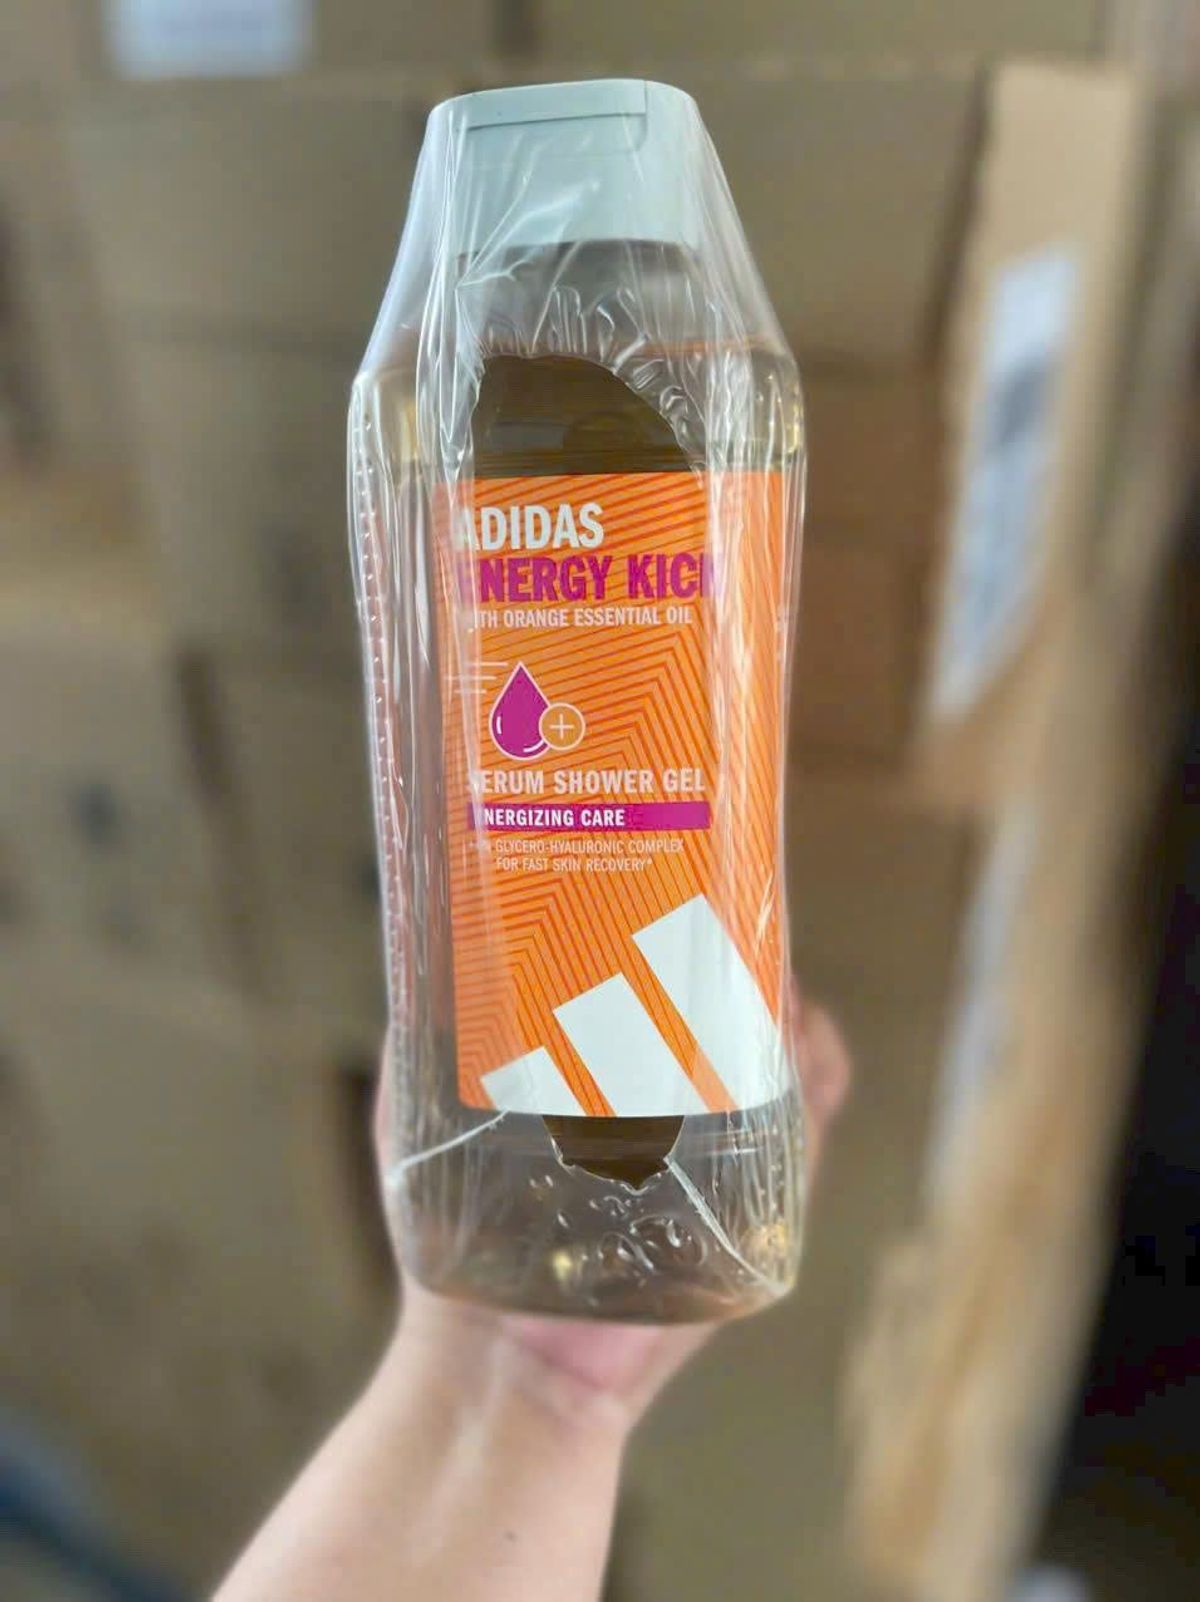 ADIDAS
ENERGY KICK
WITH ORANGE ESSENTIAL OIL
+
SERUM SHOWER GEL
ENERGIZING CARE
GLYCERO-HYALURONIC COMPLEX
FOR FAST SKIN RECOVERY*